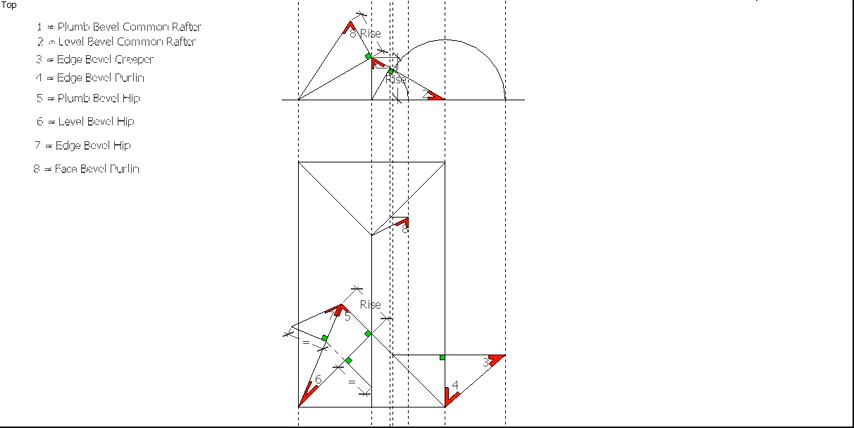 Top
1 = Plumb Bevel Common Rafter
2 = Level Bevel Common Rafter
3 = Edge Bevel Creeper
4 = Edge Bevel Purlin
5 = Plumb Bevel Hip
6 = Level Bevel Hip
7 = Edge Bevel Hip
8 = Face Bevel Purlin
8 Rise
Rise
2
8
Rise
7 5
=
3
6
=
4